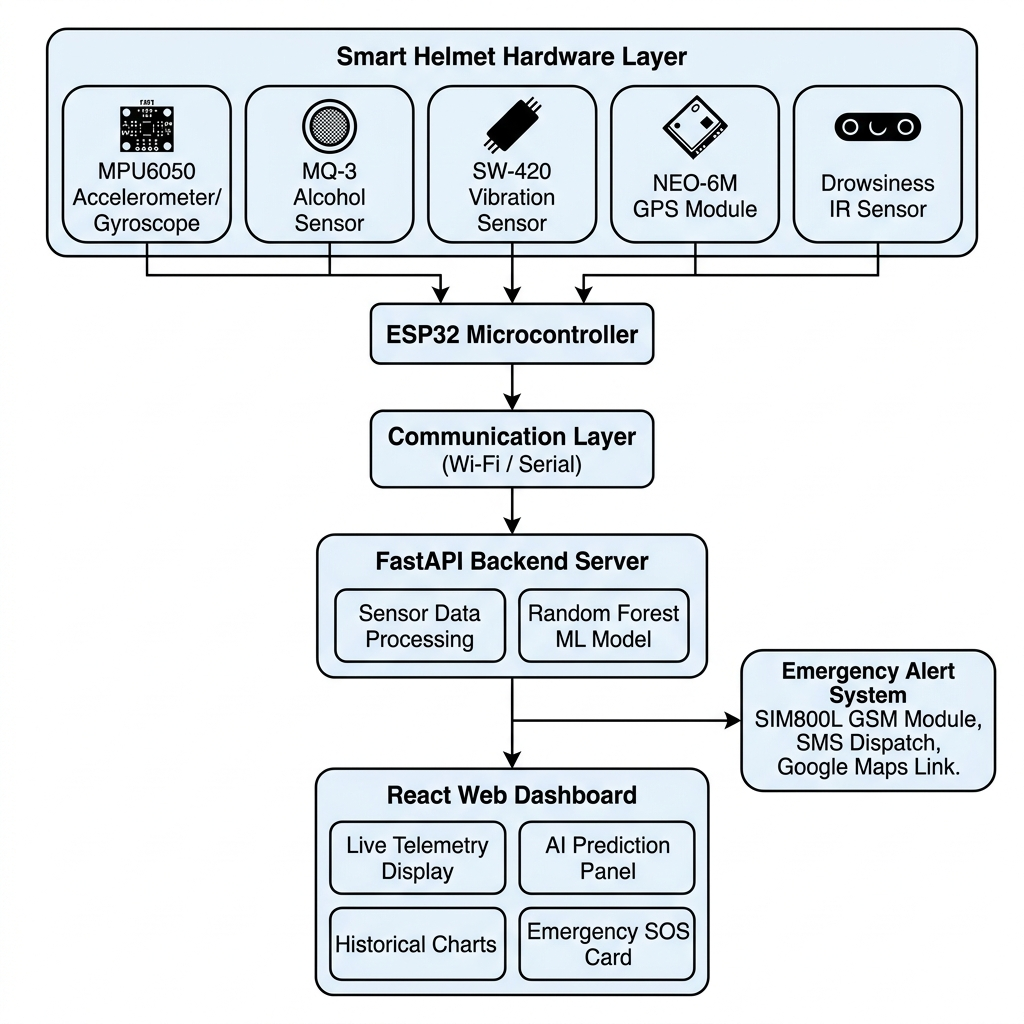 Smart Helmet Hardware Layer
MPU6050
Accelerometer/
Gyroscope
MQ-3
Alcohol
Sensor
SW-420
Vibration
Sensor
NEO-6M
GPS Module
Drowsiness
IR Sensor
ESP32 Microcontroller
Communication Layer
(Wi-Fi / Serial)
FastAPI Backend Server
Sensor Data
Processing
Random Forest
ML Model
Emergency Alert
System
SIM800L GSM Module,
SMS Dispatch,
Google Maps Link.
React Web Dashboard
Live Telemetry
Display
AI Prediction
Panel
Historical Charts
Emergency SOS
Card